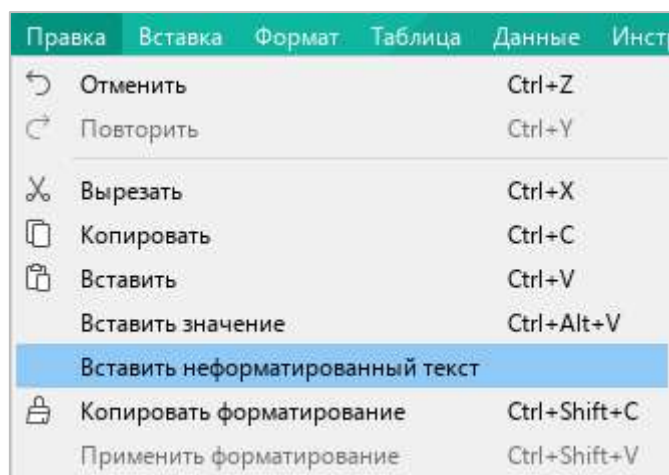 Правка Вставка Формат Таблица Данные
Отменить Ctrl+Z
Повторить Ctrl+Y
Вырезать Ctrl+X
Копировать Ctrl+C
Вставить Ctrl+V
Вставить значение Ctrl+Alt+V
Вставить неформатированный текст
Копировать форматирование Ctrl+Shift+C
Применить форматирование Ctrl+Shift+V